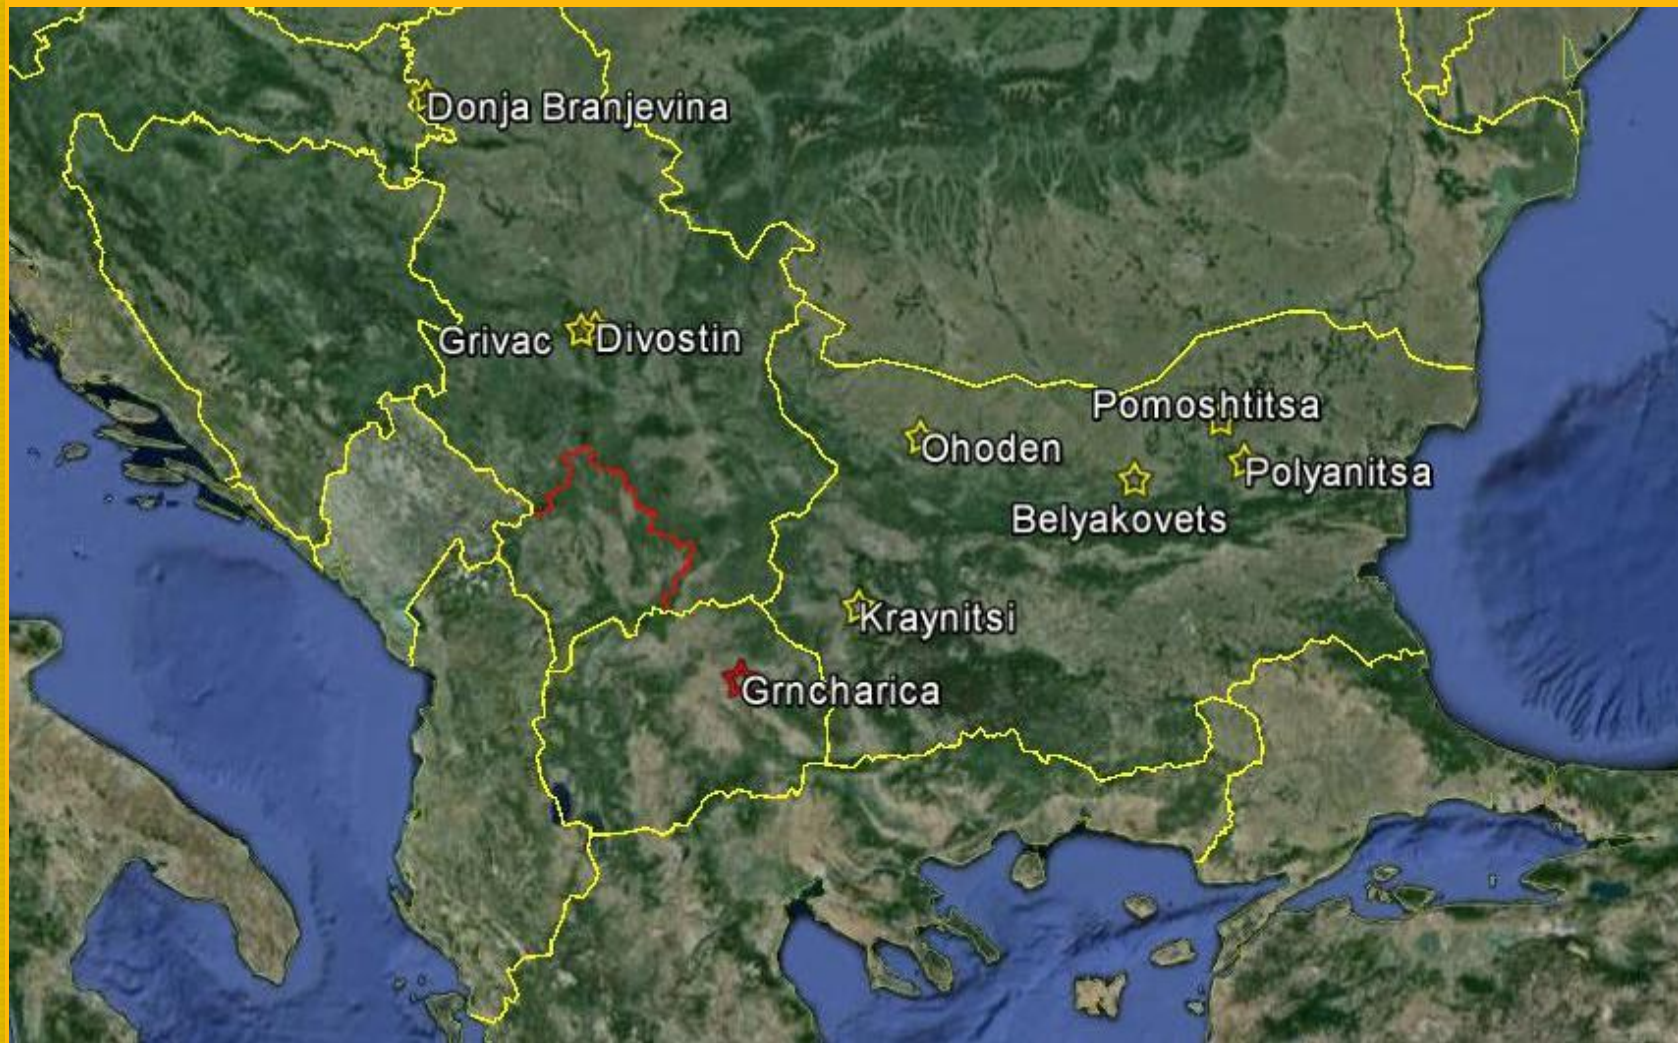 Donja Branjevina
Grivac
Divostin
Pomoshtitsa
Ohoden
Polyanitsa
Belyakovets
Kraynitsi
Grncharica